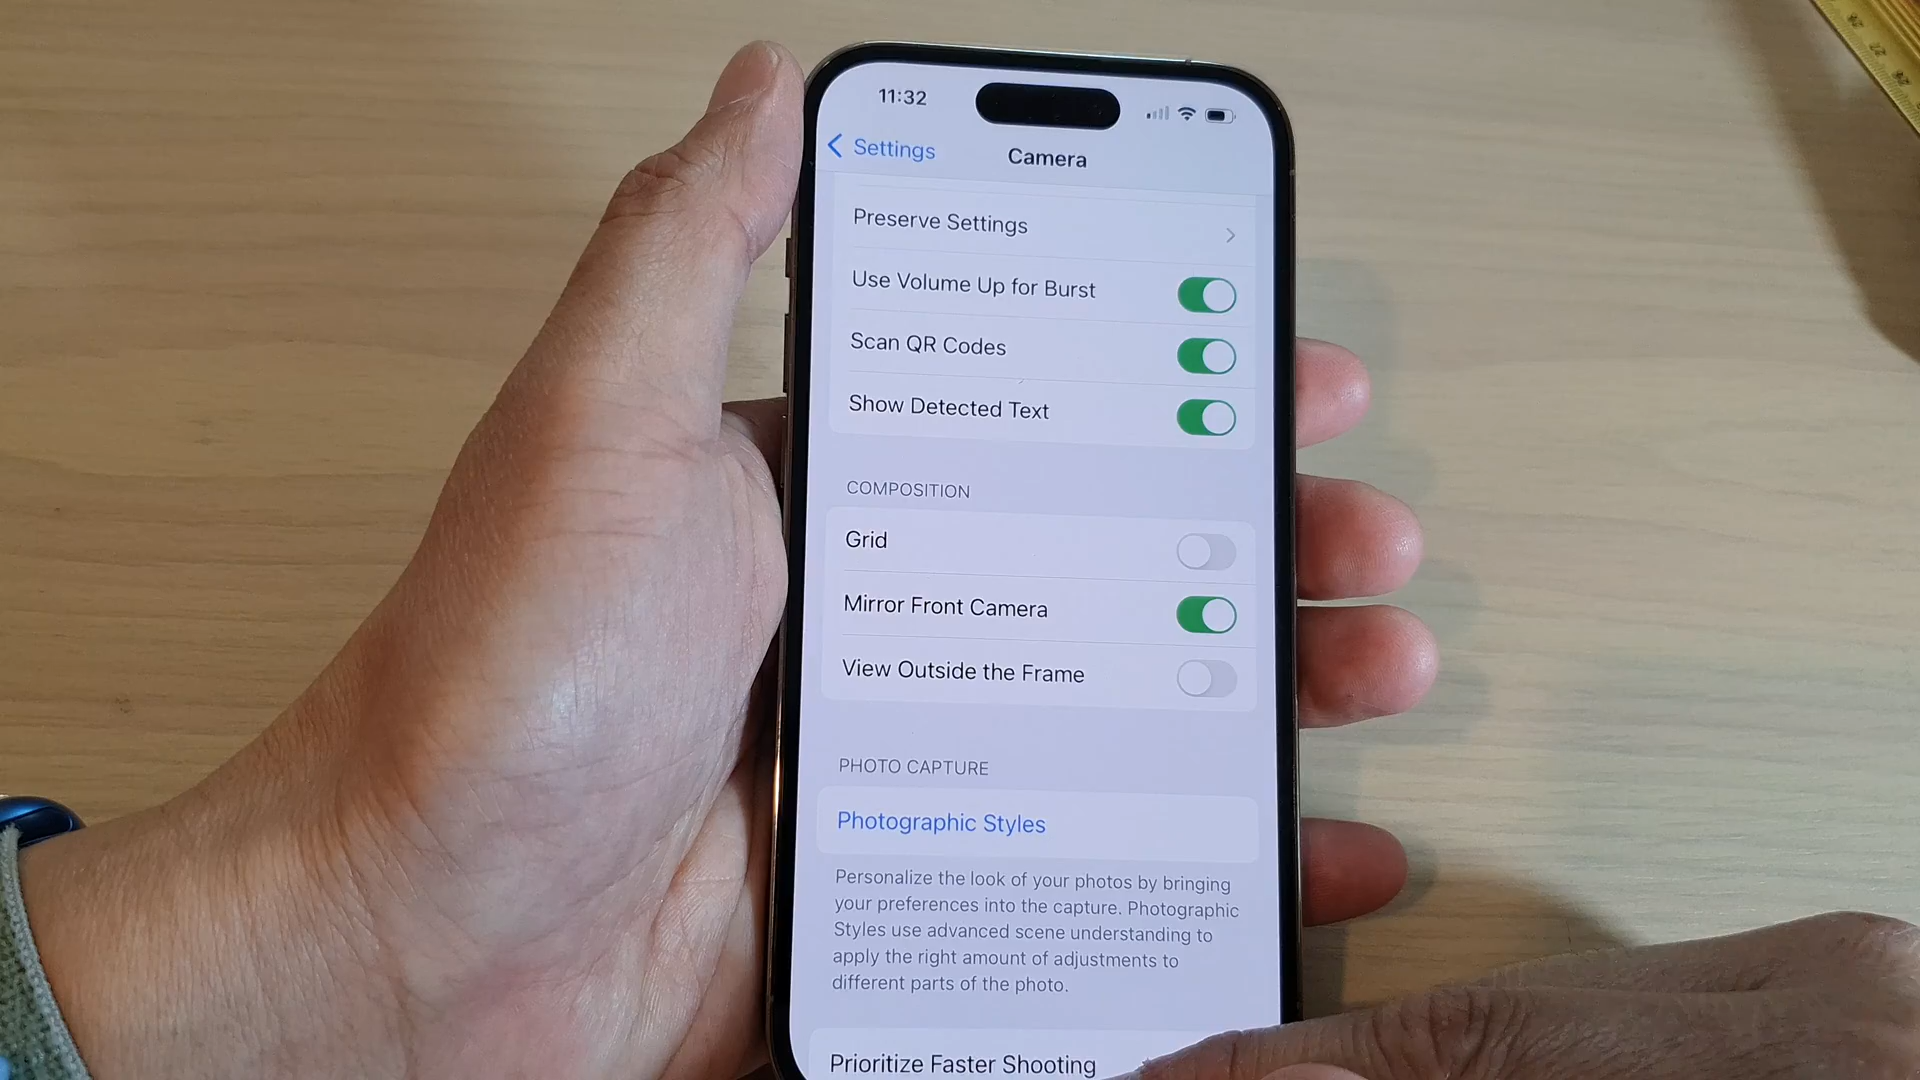 11:32
Settings
Camera
Preserve Settings
Use Volume Up for Burst
Scan QR Codes
Show Detected Text
COMPOSITION
Grid
Mirror Front Camera
View Outside the Frame
PHOTO CAPTURE
Photographic Styles
Personalize the look of your photos by bringing
your preferences into the capture. Photographic
Styles use advanced scene understanding to
apply the right amount of adjustments to
different parts of the photo.
Prioritize Faster Shooting